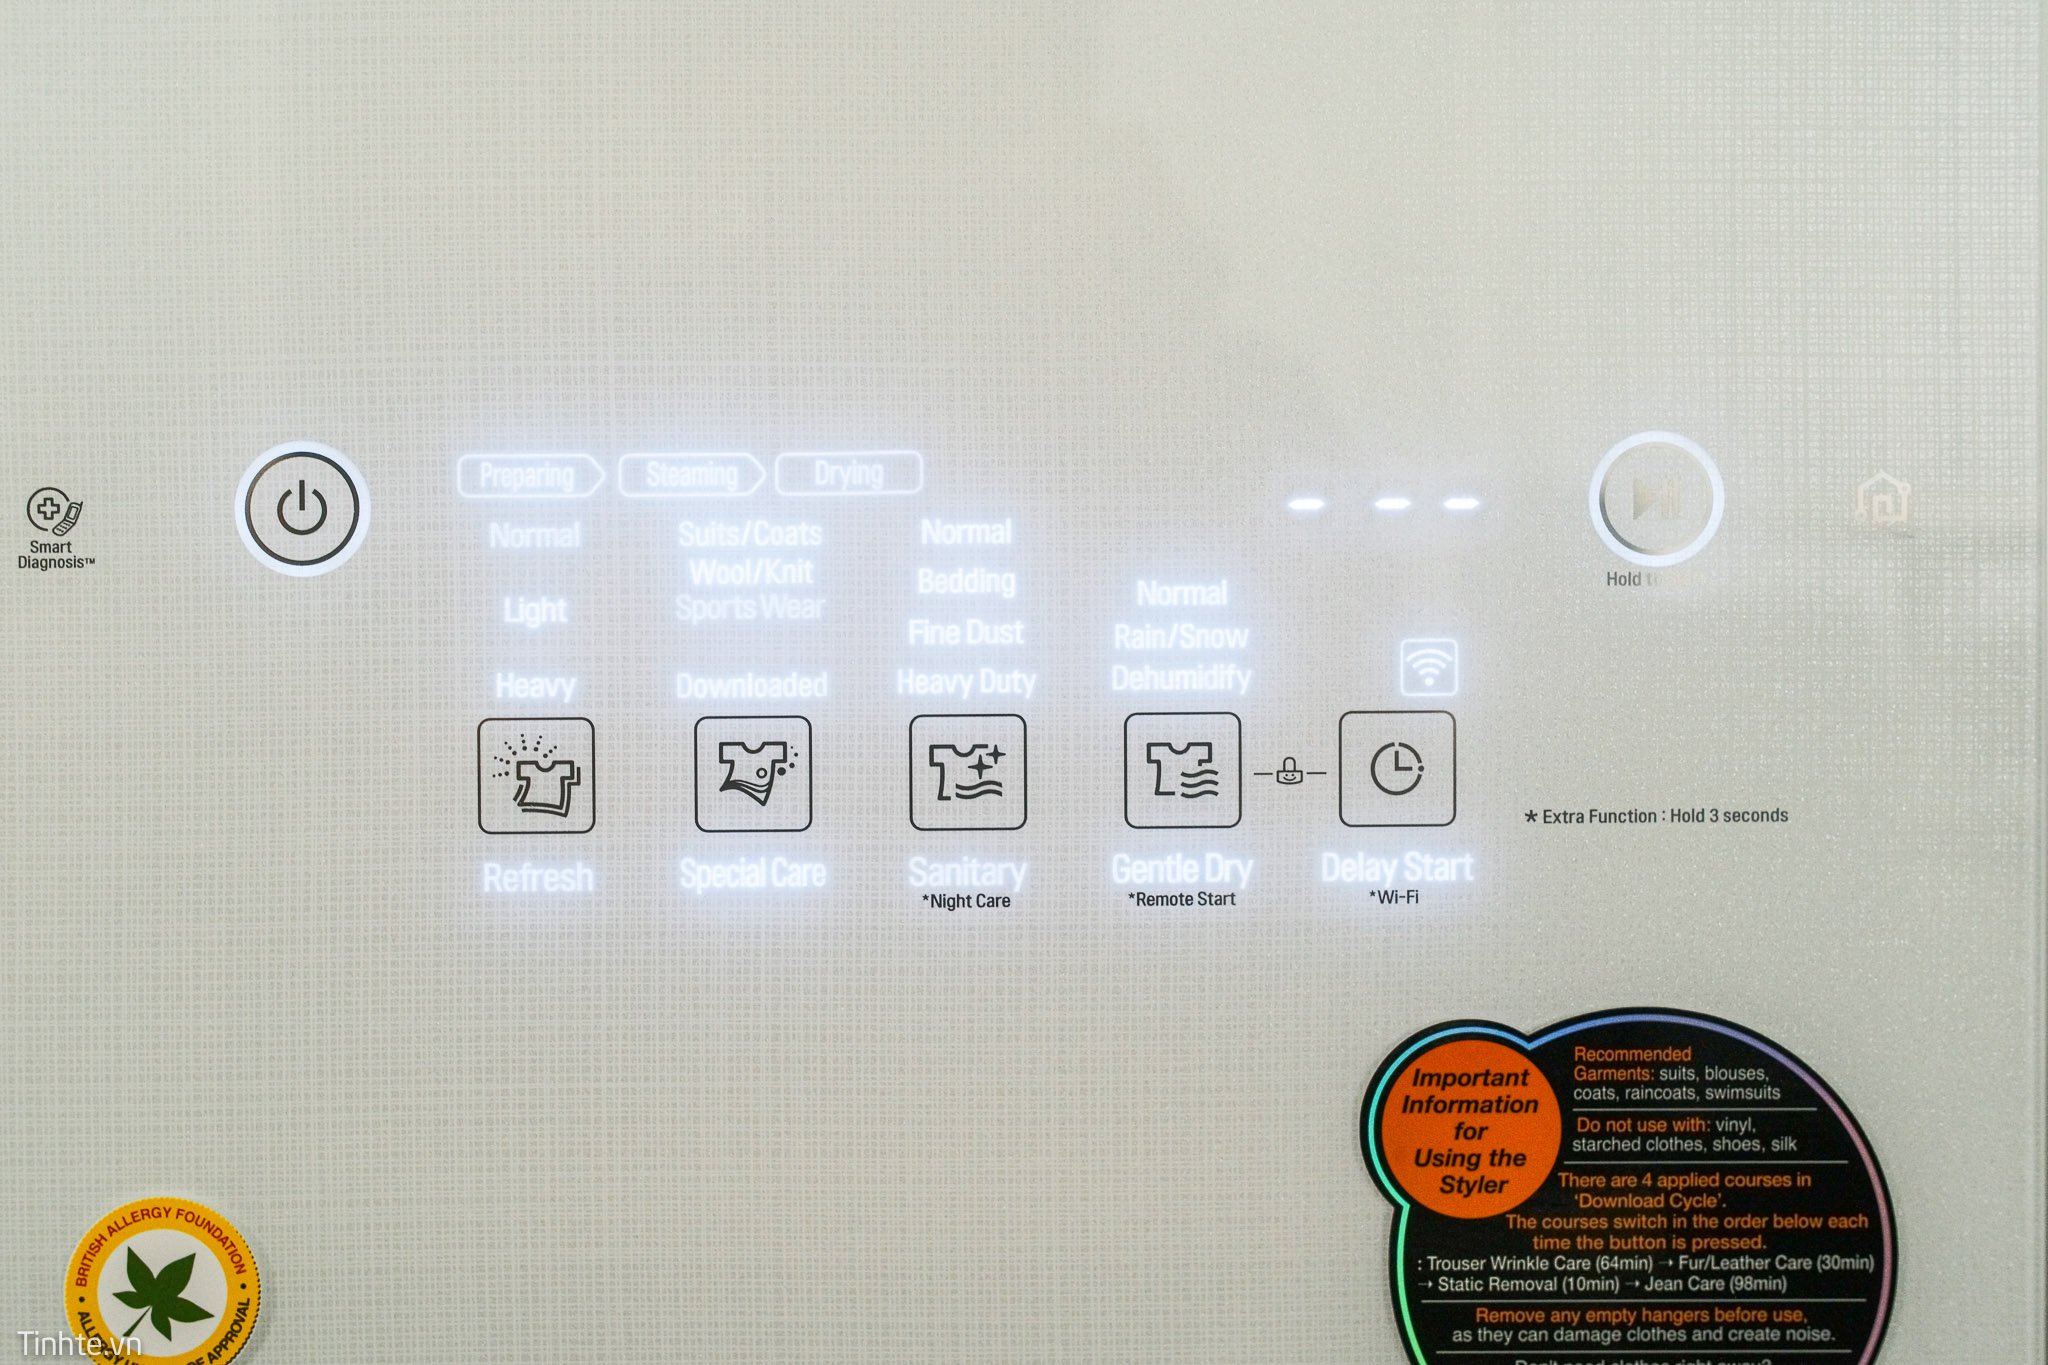 Smart
Diagnosis™
Preparing
Steaming
Drying
Normal
Light
Heavy
Refresh
Suits/Coats
Wool/Knit
Sports Wear
Downloaded
Special Care
Normal
Bedding
Fine Dust
Heavy Duty
Sanitary
*Night Care
Normal
Rain/Snow
Dehumidify
Gentle Dry
*Remote Start
Delay Start
*Wi-Fi
- - -
Hold
* Extra Function : Hold 3 seconds
Important
Information
for
Using the
Styler
Recommended
Garments: suits, blouses,
coats, raincoats, swimsuits
Do not use with: vinyl,
starched clothes, shoes, silk
There are 4 applied courses in
‘Download Cycle’.
The courses switch in the order below each
time the button is pressed.
: Trouser Wrinkle Care (64min) → Fur/Leather Care (30min)
→ Static Removal (10min) → Jean Care (98min)
Remove any empty hangers before use,
as they can damage clothes and create noise.
Don't need clothes right away?
BRITISH ALLERGY FOUNDATION
OF APPROVAL
Tinhte.vn